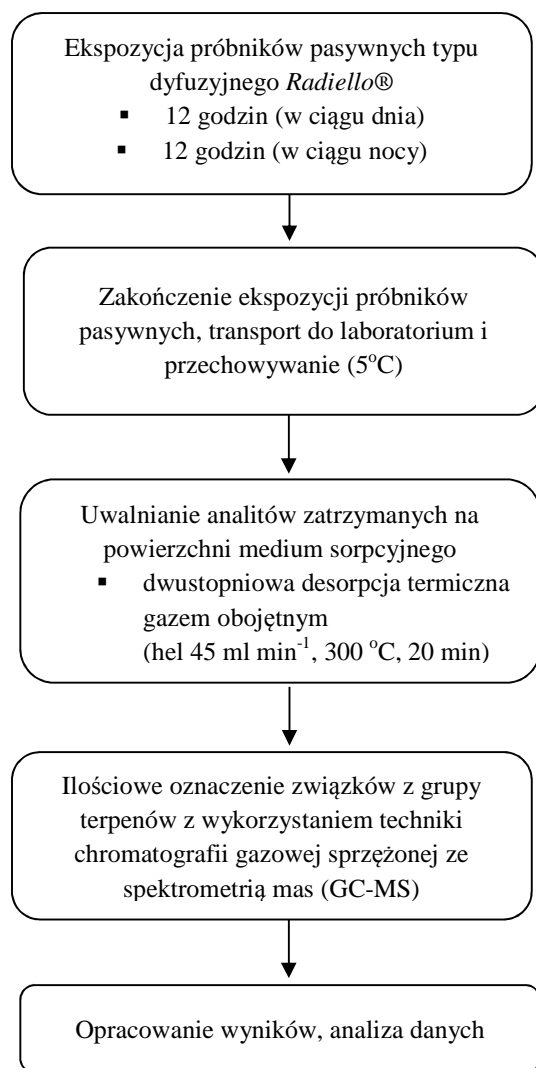 Ekspozycja próbników pasywnych typu
dyfuzyjnego Radiello®
▪ 12 godzin (w ciągu dnia)
▪ 12 godzin (w ciągu nocy)
Zakończenie ekspozycji próbników
pasywnych, transport do laboratorium i
przechowywanie (5°C)
Uwalnianie analitów zatrzymanych na
powierzchni medium sorpcyjnego
▪ dwustopniowa desorpcja termiczna
gazem obojętnym
(hel 45 ml min⁻¹, 300 °C, 20 min)
Ilościowe oznaczenie związków z grupy
terpenów z wykorzystaniem techniki
chromatografii gazowej sprzężonej ze
spektrometrią mas (GC-MS)
Opracowanie wyników, analiza danych